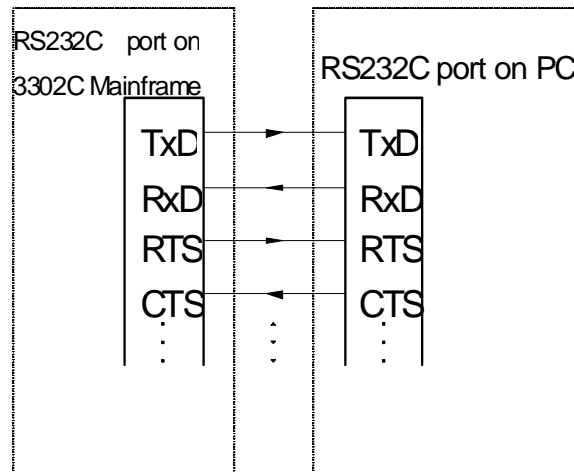 RS232C port on
3302C Mainframe
RS232C port on PC
TxD
TxD
RxD
RxD
RTS
RTS
CTS
CTS